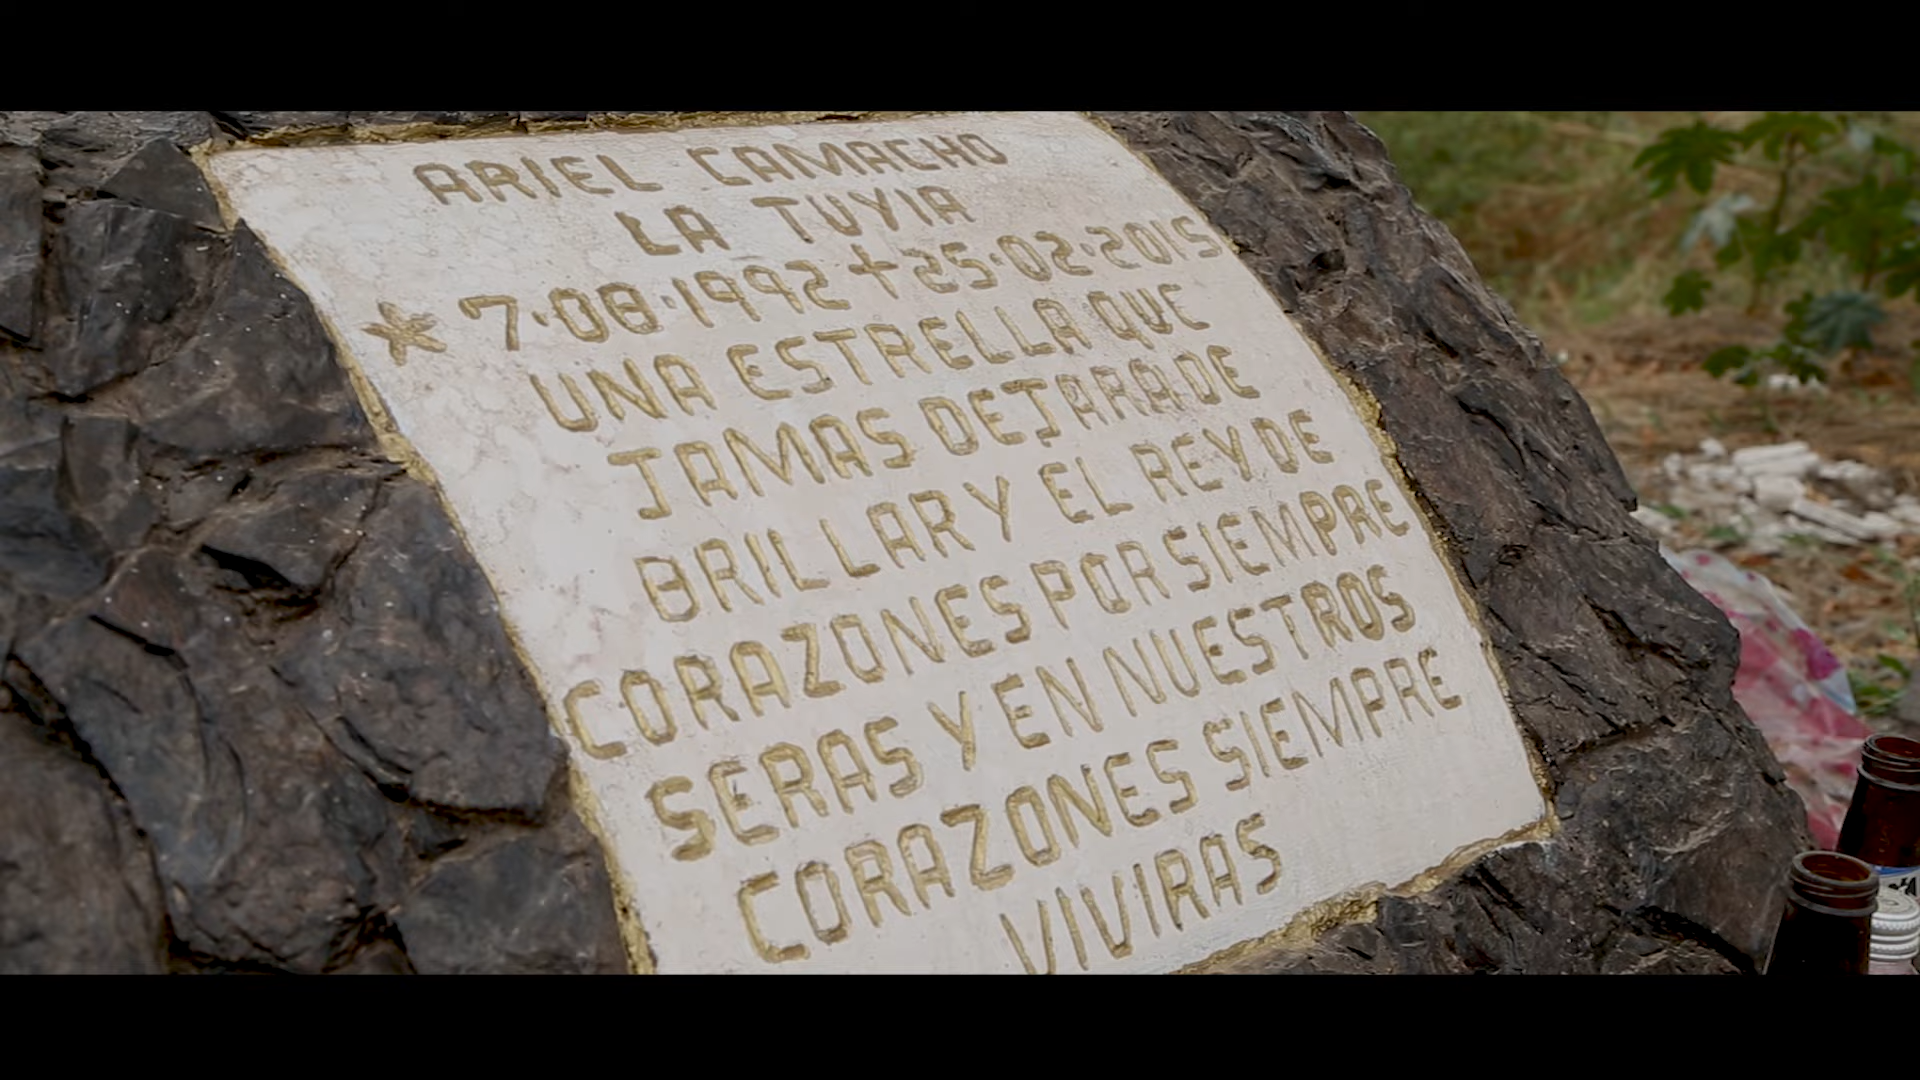 ARIEL CAMACHO
LA TUYIA
* 7·08·1992 †25·02·2015
UNA ESTRELLA QUE
JAMAS DEJARA DE
BRILLAR Y EL REY DE
CORAZONES POR SIEMPRE
SERAS Y EN NUESTROS
CORAZONES SIEMPRE
VIVIRAS